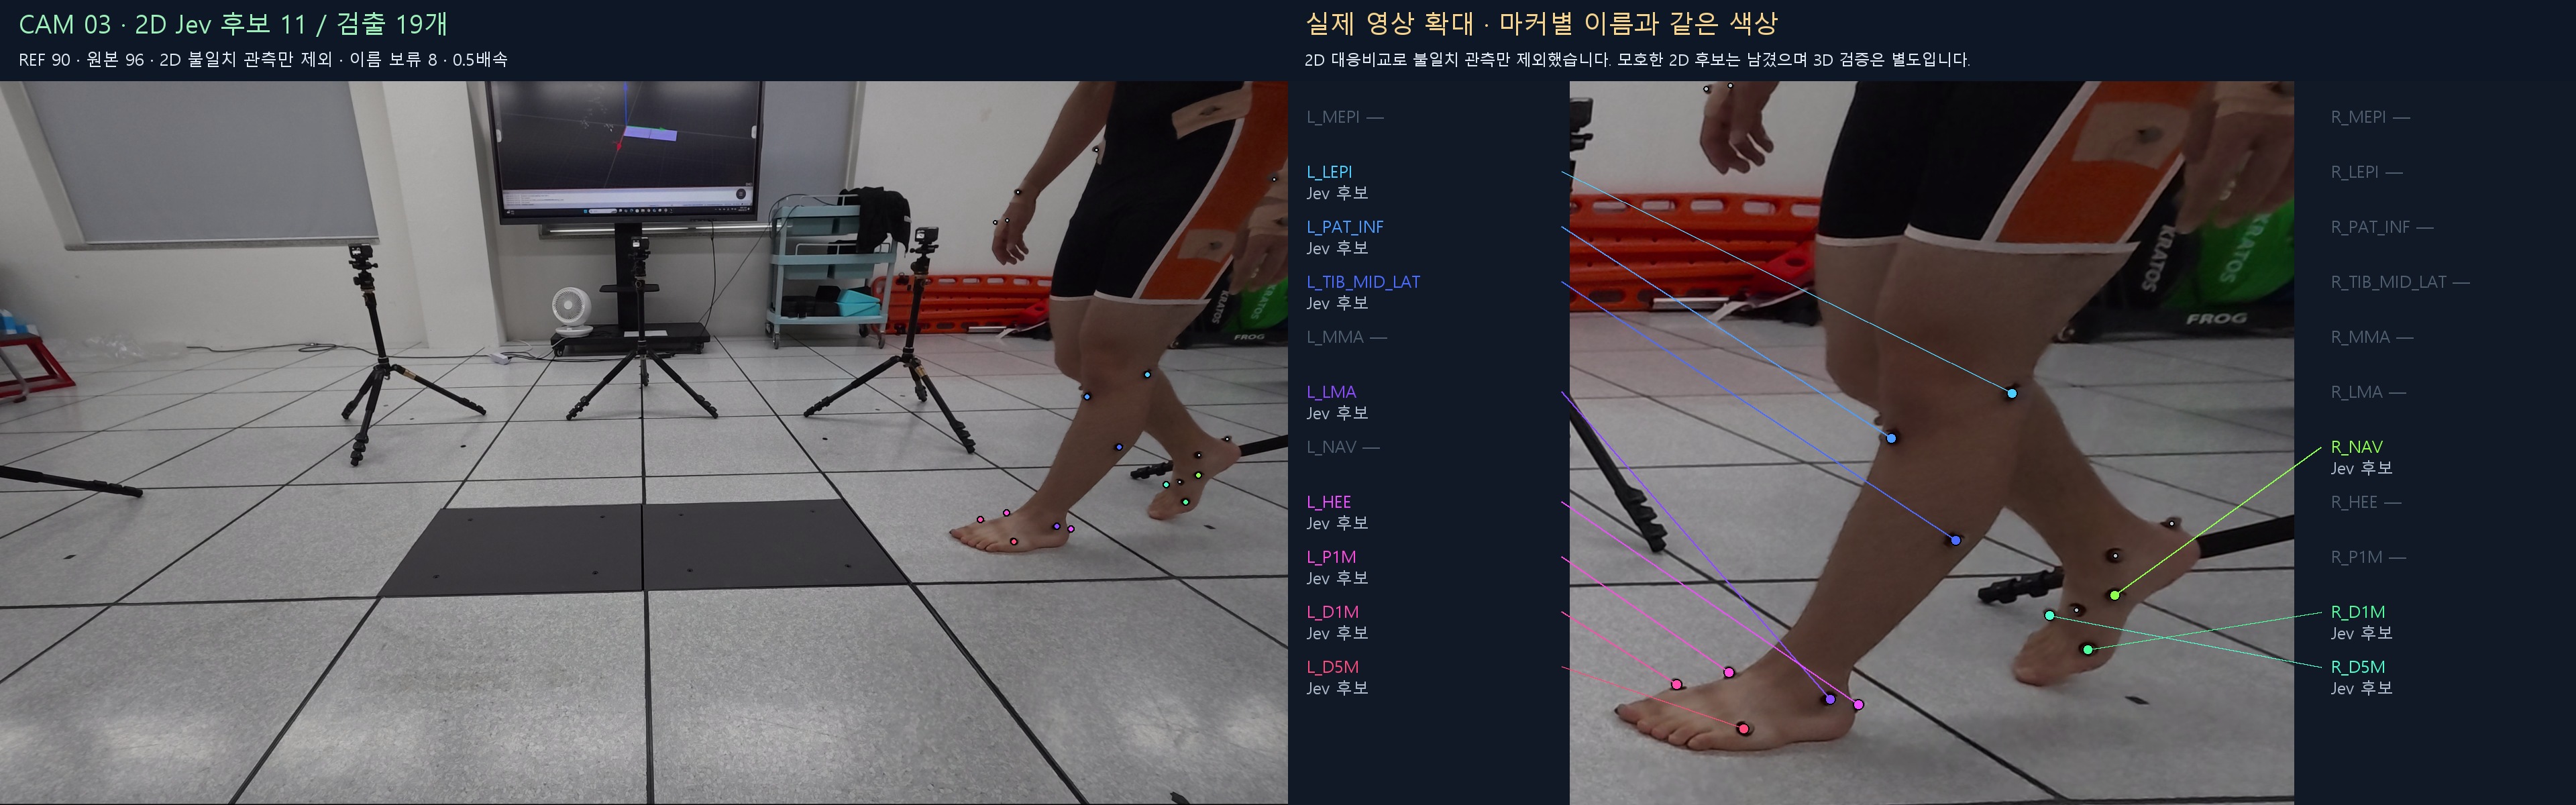 CAM 03 · 2D Jev 후보 11 / 검출 19개
REF 90 · 원본 96 · 2D 불일치 관측만 제외 · 이름 보류 8 · 0.5배속
실제 영상 확대 · 마커별 이름과 같은 색상
2D 대응비교로 불일치 관측만 제외했습니다. 모호한 2D 후보는 남겼으며 3D 검증은 별도입니다.
KRATOS
FROG
L_MEPI —
L_LEPI
Jev 후보
L_PAT_INF
Jev 후보
L_TIB_MID_LAT
Jev 후보
L_MMA —
L_LMA
Jev 후보
L_NAV —
L_HEE
Jev 후보
L_P1M
Jev 후보
L_D1M
Jev 후보
L_D5M
Jev 후보
KRATOS
KRATOS
FROG
R_MEPI —
R_LEPI —
R_PAT_INF —
R_TIB_MID_LAT —
R_MMA —
R_LMA —
R_NAV
Jev 후보
R_HEE —
R_P1M —
R_D1M
Jev 후보
R_D5M
Jev 후보